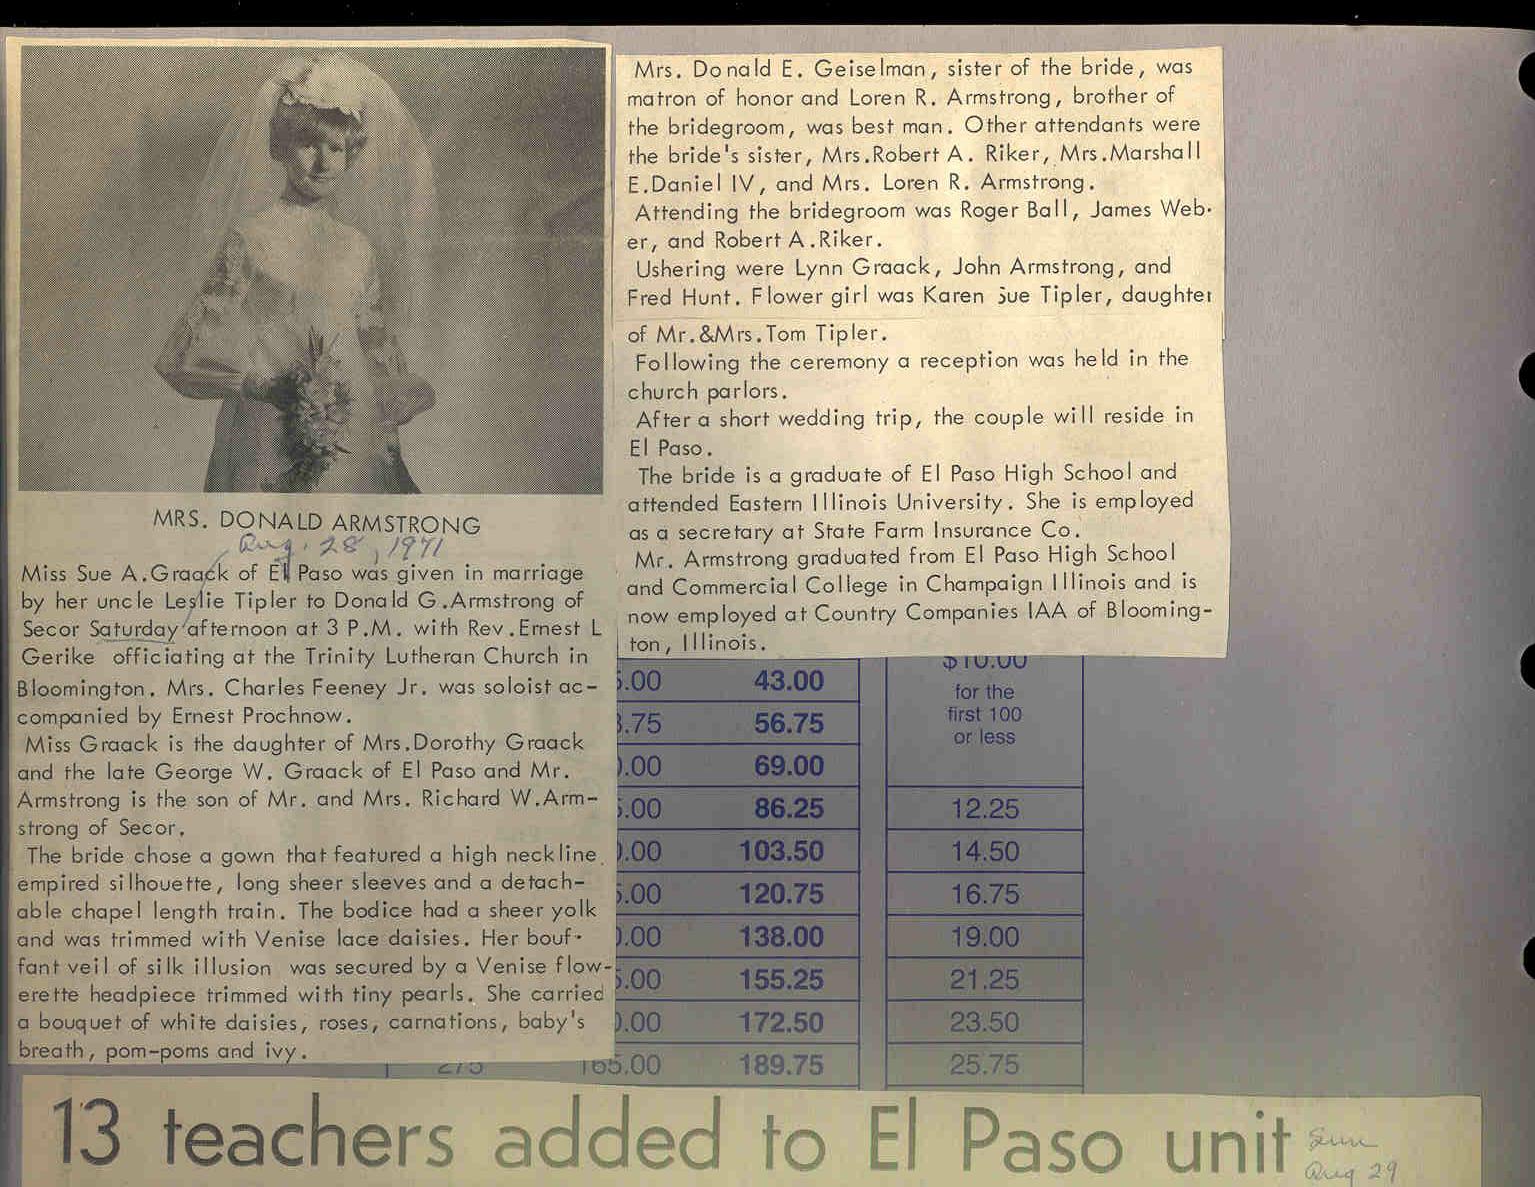 MRS. DONALD ARMSTRONG
Aug. 28, 1971
Miss Sue A.Graack of El Paso was given in marriage
by her uncle Leslie Tipler to Donald G.Armstrong of
Secor Saturday afternoon at 3 P.M. with Rev.Ernest L
Gerike officiating at the Trinity Lutheran Church in
Bloomington. Mrs. Charles Feeney Jr. was soloist ac-
companied by Ernest Prochnow.
Miss Graack is the daughter of Mrs.Dorothy Graack
and the late George W. Graack of El Paso and Mr.
Armstrong is the son of Mr. and Mrs. Richard W.Arm-
strong of Secor.
The bride chose a gown that featured a high neckline,
empired silhouette, long sheer sleeves and a detach-
able chapel length train. The bodice had a sheer yolk
and was trimmed with Venise lace daisies. Her bouf-
fant veil of silk illusion was secured by a Venise flow-
erette headpiece trimmed with tiny pearls. She carried
a bouquet of white daisies, roses, carnations, baby's
breath, pom-poms and ivy.
Mrs. Donald E. Geiselman, sister of the bride, was
matron of honor and Loren R. Armstrong, brother of
the bridegroom, was best man. Other attendants were
the bride's sister, Mrs.Robert A. Riker, Mrs.Marshall
E.Daniel IV, and Mrs. Loren R. Armstrong.
Attending the bridegroom was Roger Ball, James Web-
er, and Robert A.Riker.
Ushering were Lynn Graack, John Armstrong, and
Fred Hunt. Flower girl was Karen Sue Tipler, daughter
of Mr.&Mrs.Tom Tipler.
Following the ceremony a reception was held in the
church parlors.
After a short wedding trip, the couple will reside in
El Paso.
The bride is a graduate of El Paso High School and
attended Eastern Illinois University. She is employed
as a secretary at State Farm Insurance Co.
Mr. Armstrong graduated from El Paso High School
and Commercial College in Champaign Illinois and is
now employed at Country Companies IAA of Blooming-
ton, Illinois.
$10.00
for the
first 100
or less
.00 43.00
.75 56.75
.00 69.00
.00 86.25 12.25
.00 103.50 14.50
.00 120.75 16.75
.00 138.00 19.00
.00 155.25 21.25
.00 172.50 23.50
275 165.00 189.75 25.75
13 teachers added to El Paso unit
Sun
Aug 29